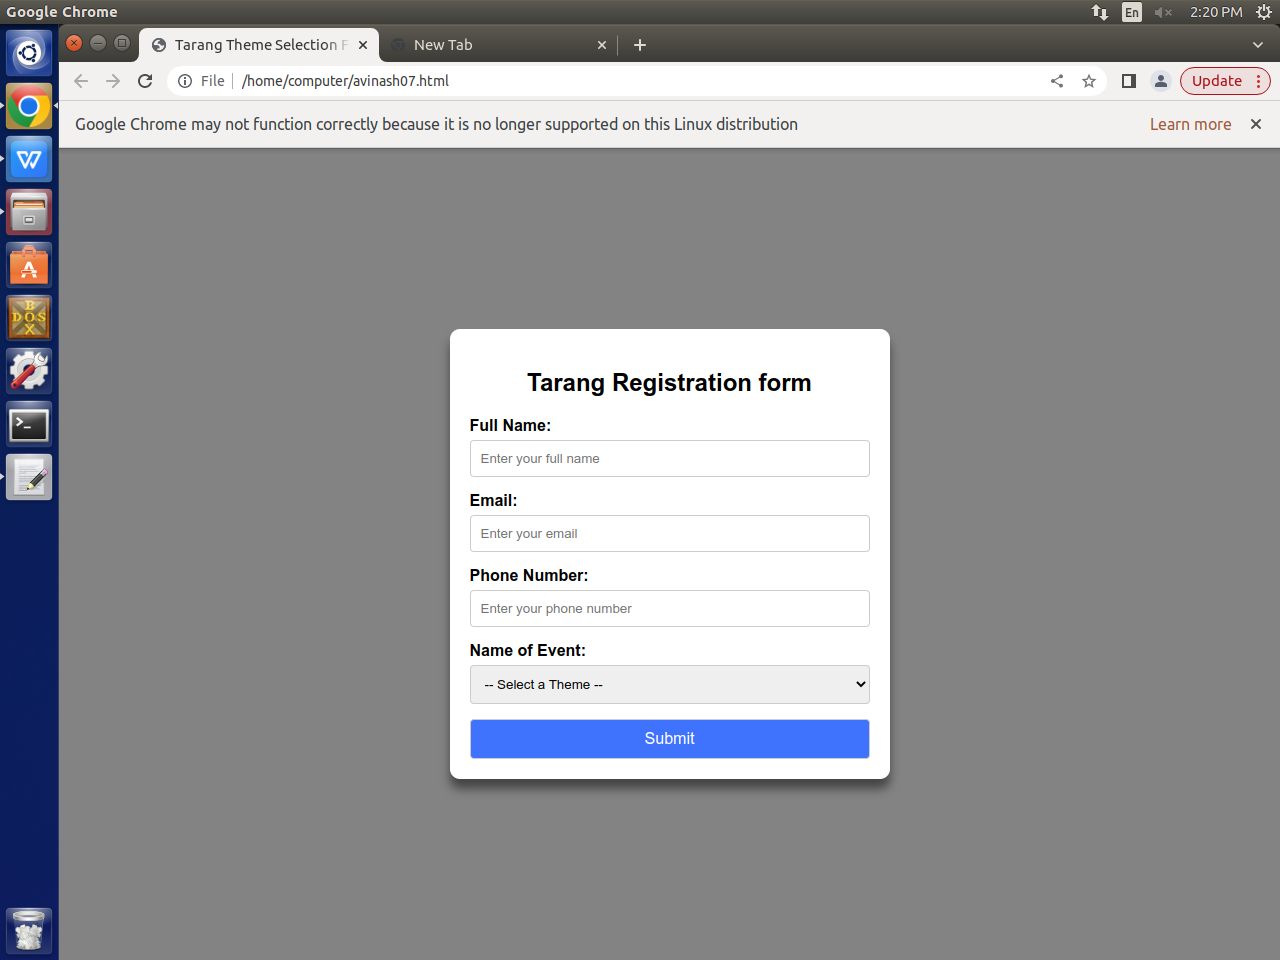 Google Chrome
En
2:20 PM
Tarang Theme Selection F
New Tab
File
/home/computer/avinash07.html
Update
Google Chrome may not function correctly because it is no longer supported on this Linux distribution
Learn more
Tarang Registration form
Full Name:
Enter your full name
Email:
Enter your email
Phone Number:
Enter your phone number
Name of Event:
-- Select a Theme --
Submit
W
A
BO
DOS
X
>_